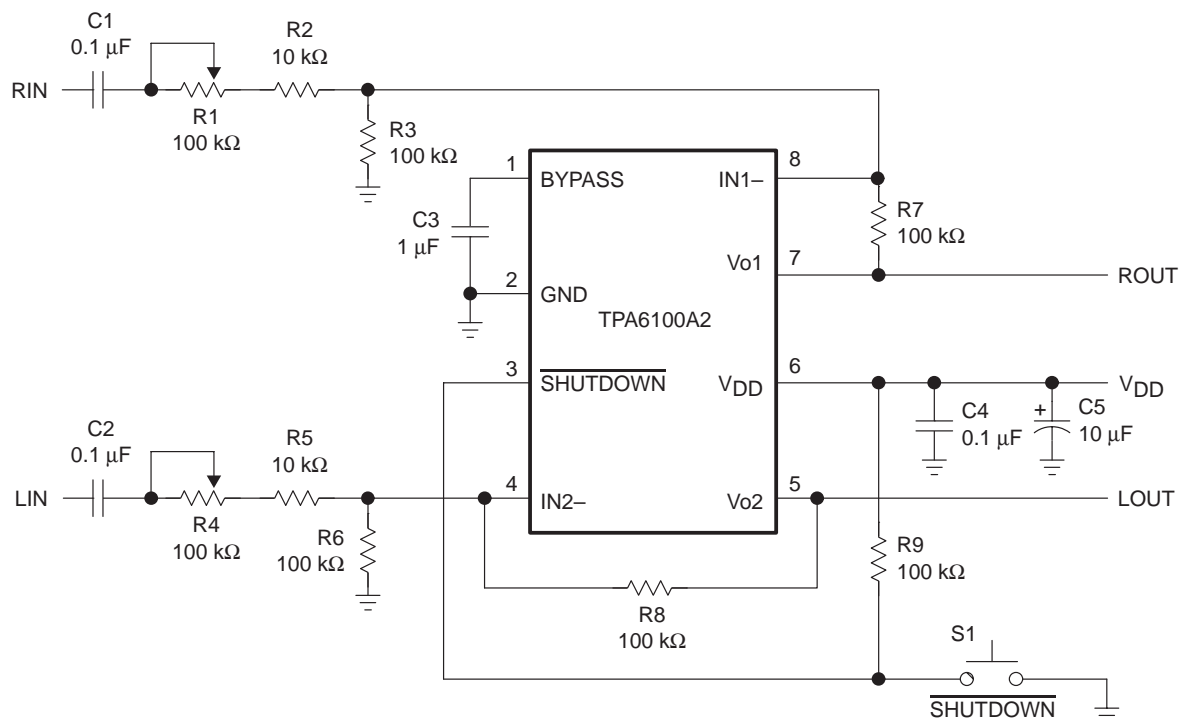 C1
0.1 μF
R2
10 kΩ
RIN
R1
100 kΩ
R3
100 kΩ
1
BYPASS
IN1–
8
C3
1 μF
R7
100 kΩ
Vo1
7
ROUT
2
GND
TPA6100A2
3
SHUTDOWN
VDD
6
VDD
C4
0.1 μF
+
C5
10 μF
C2
0.1 μF
R5
10 kΩ
LIN
R4
100 kΩ
R6
100 kΩ
4
IN2–
Vo2
5
LOUT
R9
100 kΩ
R8
100 kΩ
S1
SHUTDOWN